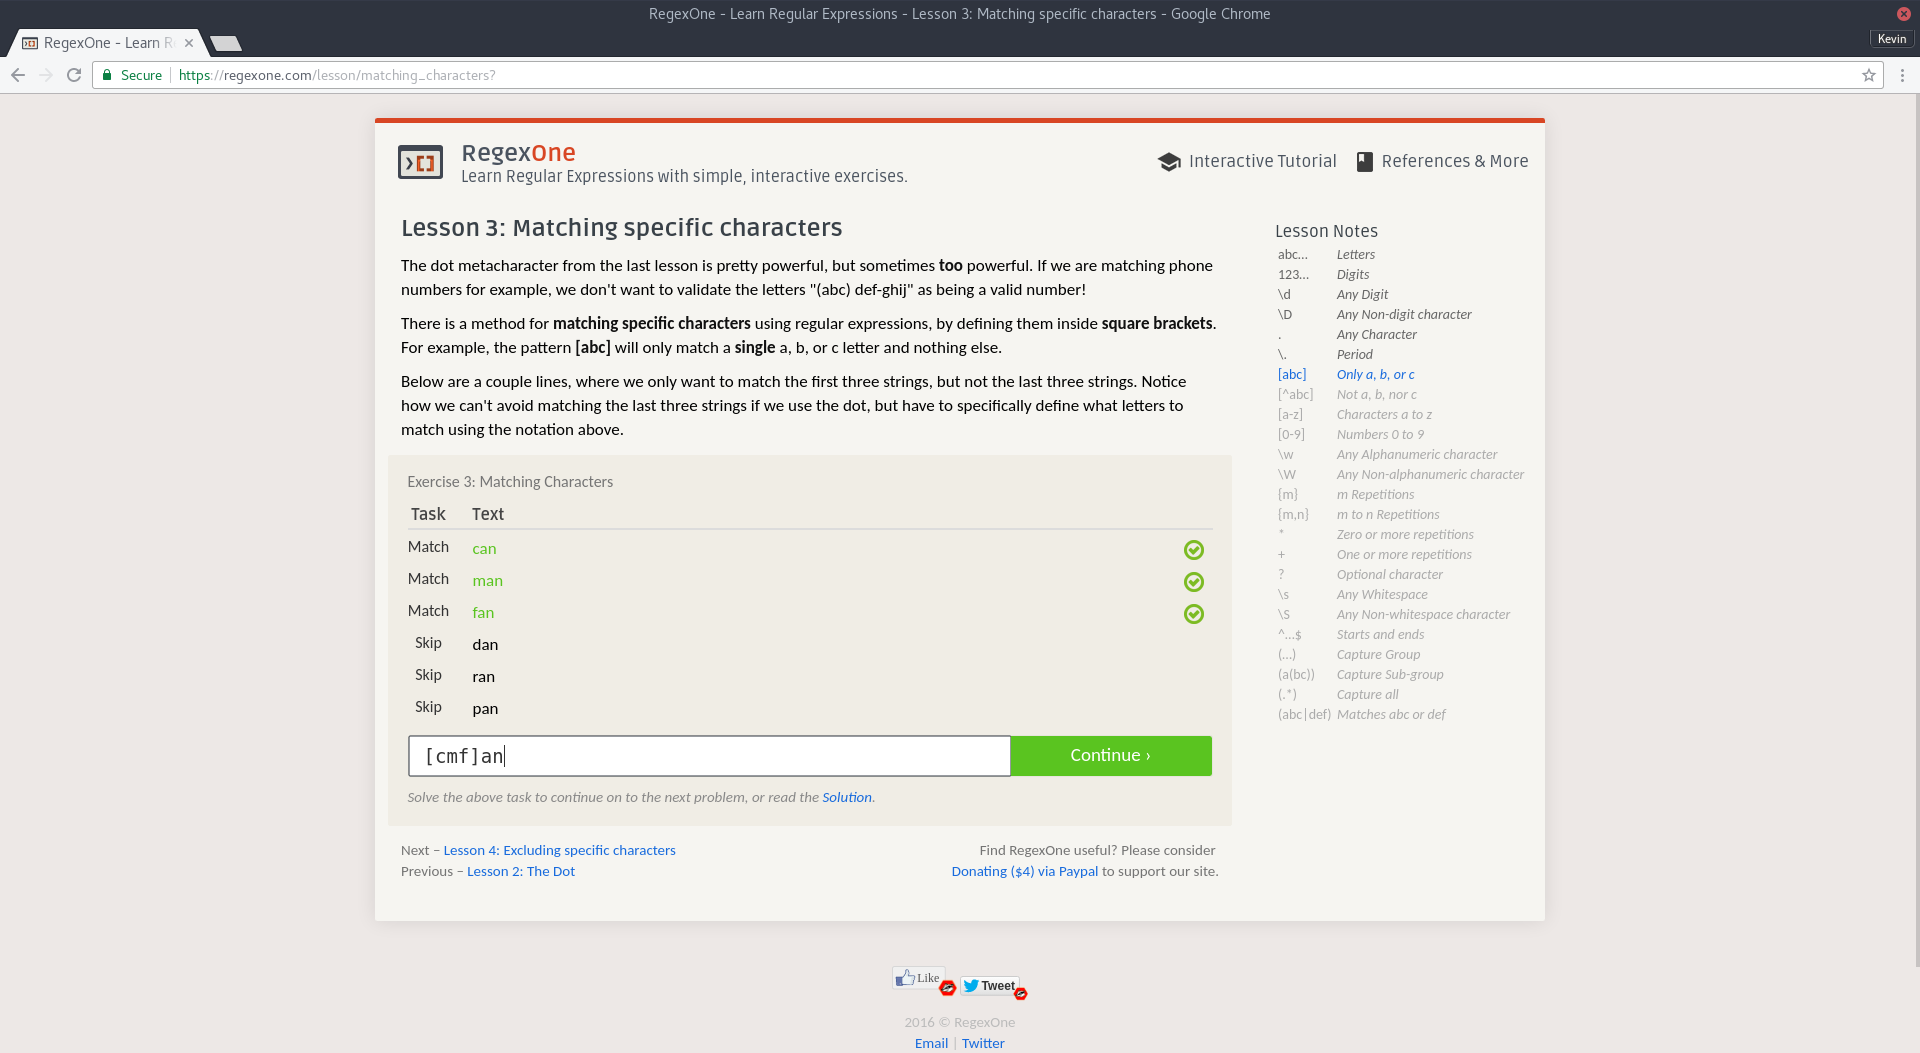 RegexOne - Learn Regular Expressions - Lesson 3: Matching specific characters - Google Chrome
RegexOne - Learn R
Kevin
Secure
https://regexone.com/lesson/matching_characters?
RegexOne
Learn Regular Expressions with simple, interactive exercises.
Interactive Tutorial
References & More
Lesson 3: Matching specific characters
The dot metacharacter from the last lesson is pretty powerful, but sometimes too powerful. If we are matching phone
numbers for example, we don't want to validate the letters "(abc) def-ghij" as being a valid number!
There is a method for matching specific characters using regular expressions, by defining them inside square brackets.
For example, the pattern [abc] will only match a single a, b, or c letter and nothing else.
Below are a couple lines, where we only want to match the first three strings, but not the last three strings. Notice
how we can't avoid matching the last three strings if we use the dot, but have to specifically define what letters to
match using the notation above.
Exercise 3: Matching Characters
Task Text
Match can
Match man
Match fan
Skip dan
Skip ran
Skip pan
[cmf]an
Continue ›
Solve the above task to continue on to the next problem, or read the Solution.
Next – Lesson 4: Excluding specific characters
Previous – Lesson 2: The Dot
Find RegexOne useful? Please consider
Donating ($4) via Paypal to support our site.
Lesson Notes
abc… Letters
123… Digits
\d Any Digit
\D Any Non-digit character
. Any Character
\. Period
[abc] Only a, b, or c
[^abc] Not a, b, nor c
[a-z] Characters a to z
[0-9] Numbers 0 to 9
\w Any Alphanumeric character
\W Any Non-alphanumeric character
{m} m Repetitions
{m,n} m to n Repetitions
* Zero or more repetitions
+ One or more repetitions
? Optional character
\s Any Whitespace
\S Any Non-whitespace character
^…$ Starts and ends
(…) Capture Group
(a(bc)) Capture Sub-group
(.*) Capture all
(abc|def) Matches abc or def
Like
Tweet
2016 © RegexOne
Email | Twitter